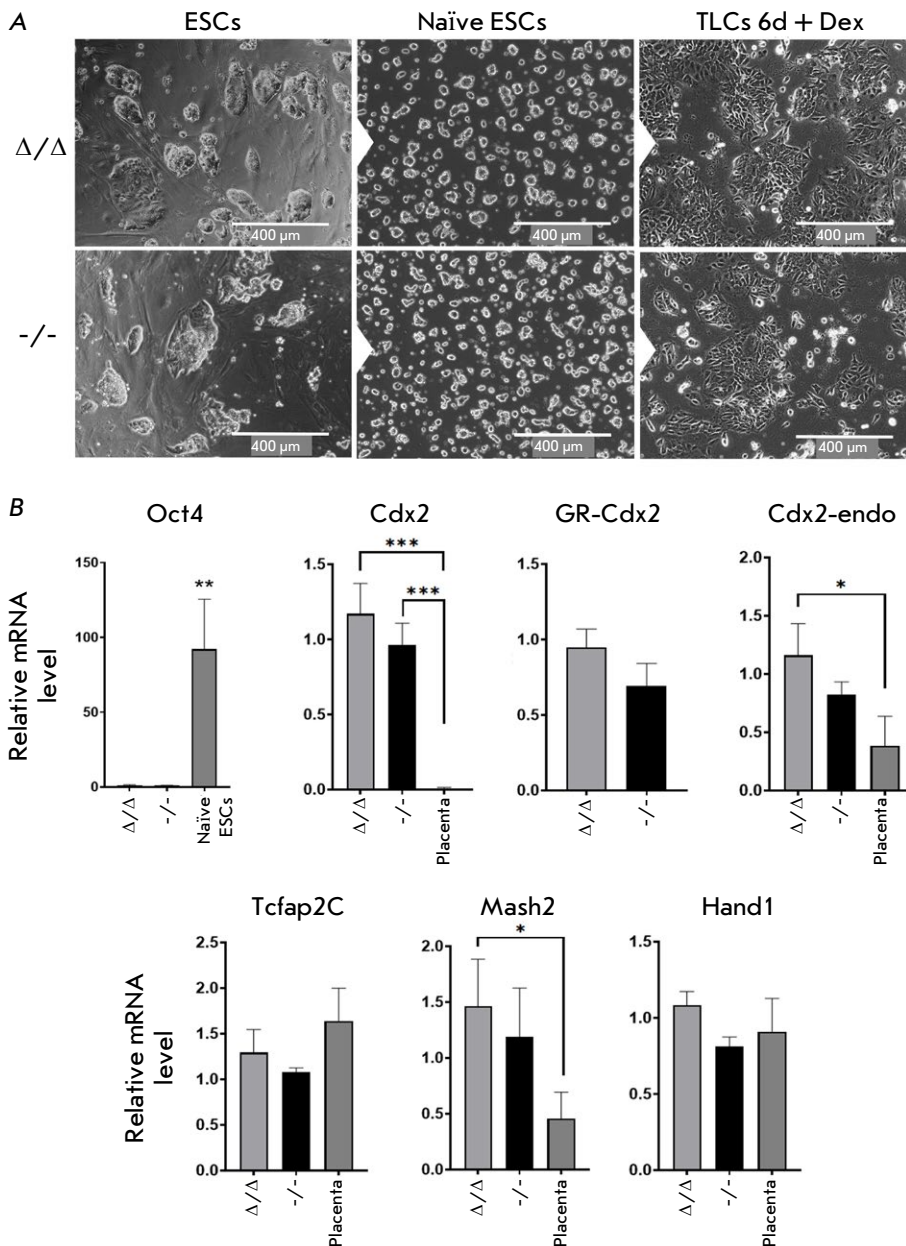 A
ESCs
Naïve ESCs
TLCs 6d + Dex
Δ/Δ
400 µm
400 µm
400 µm
-/-
400 µm
400 µm
400 µm
B
Oct4
Cdx2
GR-Cdx2
Cdx2-endo
Relative mRNA
level
150
100
50
0
**
Δ/Δ
-/-
Naïve
ESCs
1.5
1.0
0.5
0.0
***
***
Δ/Δ
-/-
Placenta
1.5
1.0
0.5
0.0
Δ/Δ
-/-
2.0
1.5
1.0
0.5
0.0
*
Δ/Δ
-/-
Placenta
Tcfap2C
Mash2
Hand1
Relative mRNA
level
2.5
2.0
1.5
1.0
0.5
0.0
Δ/Δ
-/-
Placenta
2.0
1.5
1.0
0.5
0.0
*
Δ/Δ
-/-
Placenta
1.5
1.0
0.5
0.0
Δ/Δ
-/-
Placenta